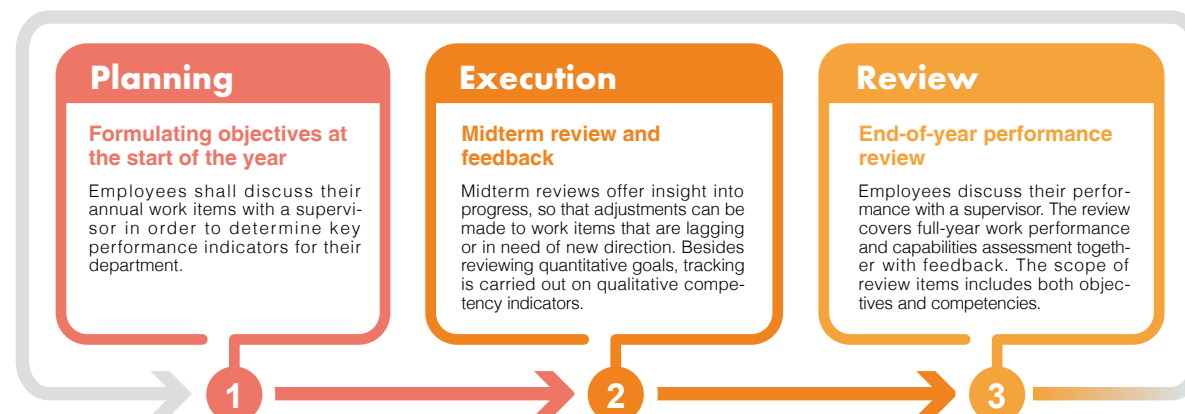 Planning
Formulating objectives at
the start of the year
Employees shall discuss their
annual work items with a supervi-
sor in order to determine key
performance indicators for their
department.
1
Execution
Midterm review and
feedback
Midterm reviews offer insight into
progress, so that adjustments can be
made to work items that are lagging
or in need of new direction. Besides
reviewing quantitative goals, tracking
is carried out on qualitative compe-
tency indicators.
2
Review
End-of-year performance
review
Employees discuss their perfor-
mance with a supervisor. The review
covers full-year work performance
and capabilities assessment togeth-
er with feedback. The scope of
review items includes both objec-
tives and competencies.
3